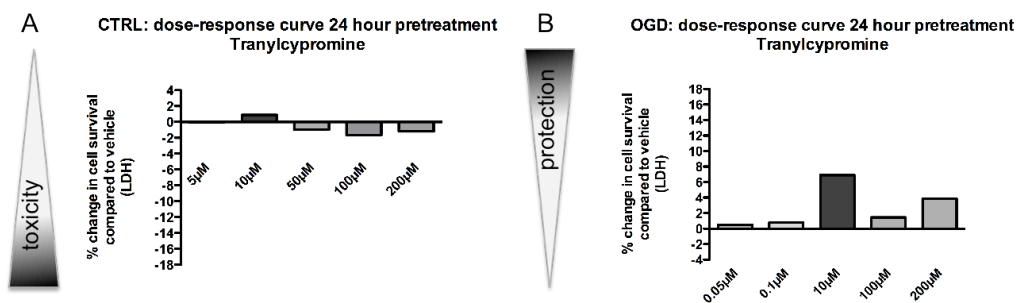 A
CTRL: dose-response curve 24 hour pretreatment
Tranylcypromine
toxicity
% change in cell survival
compared to vehicle
(LDH)
4
2
0
-2
-4
-6
-8
-10
-12
-14
-16
-18
5µM
10µM
50µM
100µM
200µM
B
OGD: dose-response curve 24 hour pretreatment
Tranylcypromine
protection
% change in cell survival
compared to vehicle
(LDH)
18
16
14
12
10
8
6
4
2
0
-2
-4
0.05µM
0.1µM
10µM
100µM
200µM